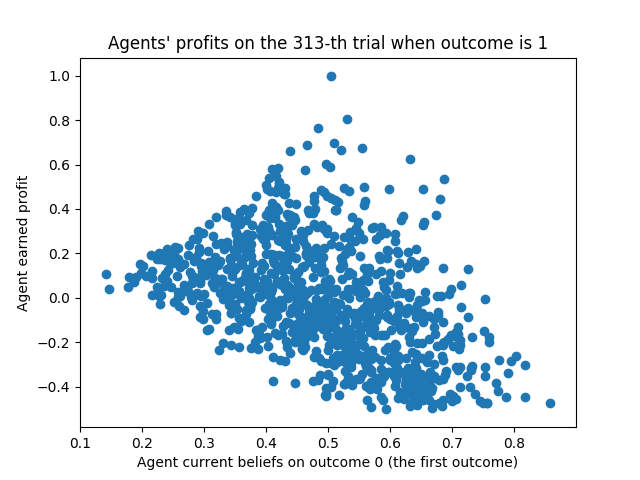 Agents' profits on the 313-th trial when outcome is 1
1.0
0.8
0.6
0.4
0.2
0.0
−0.2
−0.4
Agent earned profit
0.1 0.2 0.3 0.4 0.5 0.6 0.7 0.8
Agent current beliefs on outcome 0 (the first outcome)